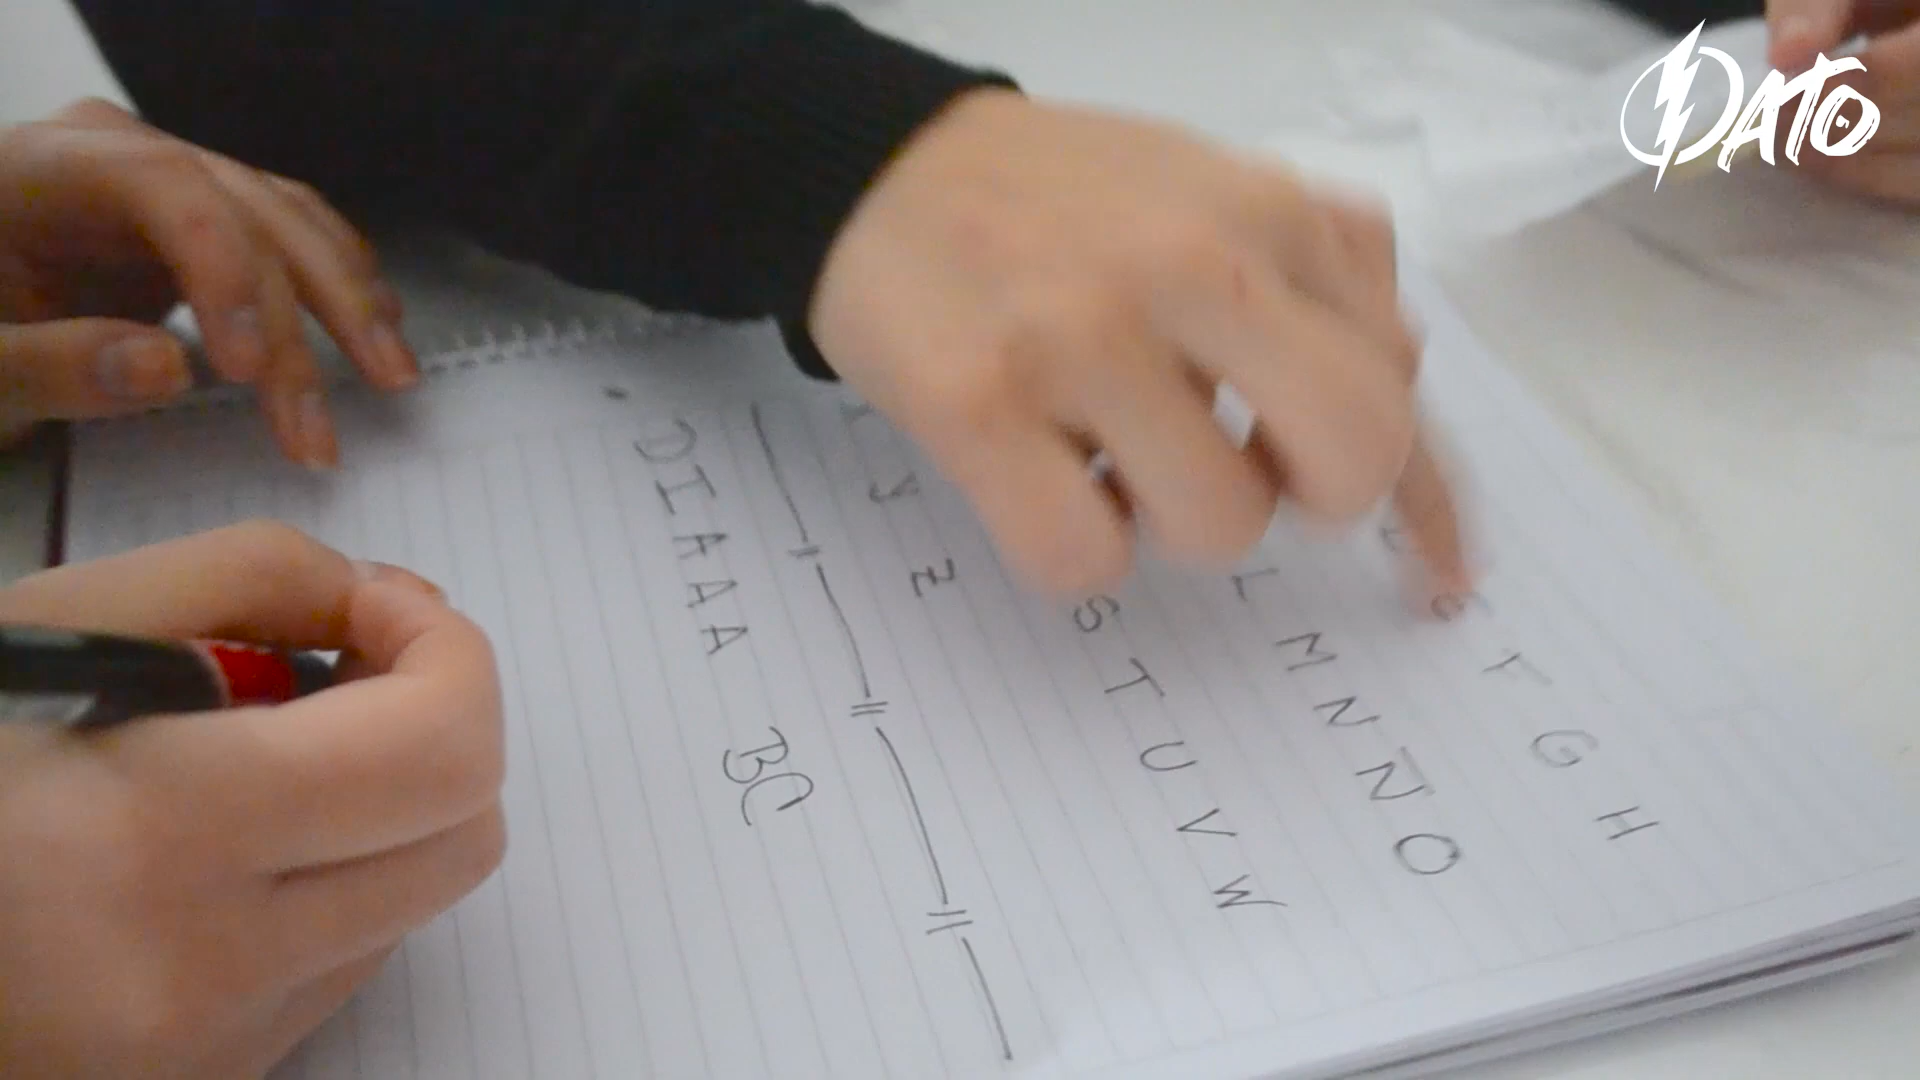 DATO
E F G H
L M N Ñ O
S T U V W
Y Z
DIAAA BC